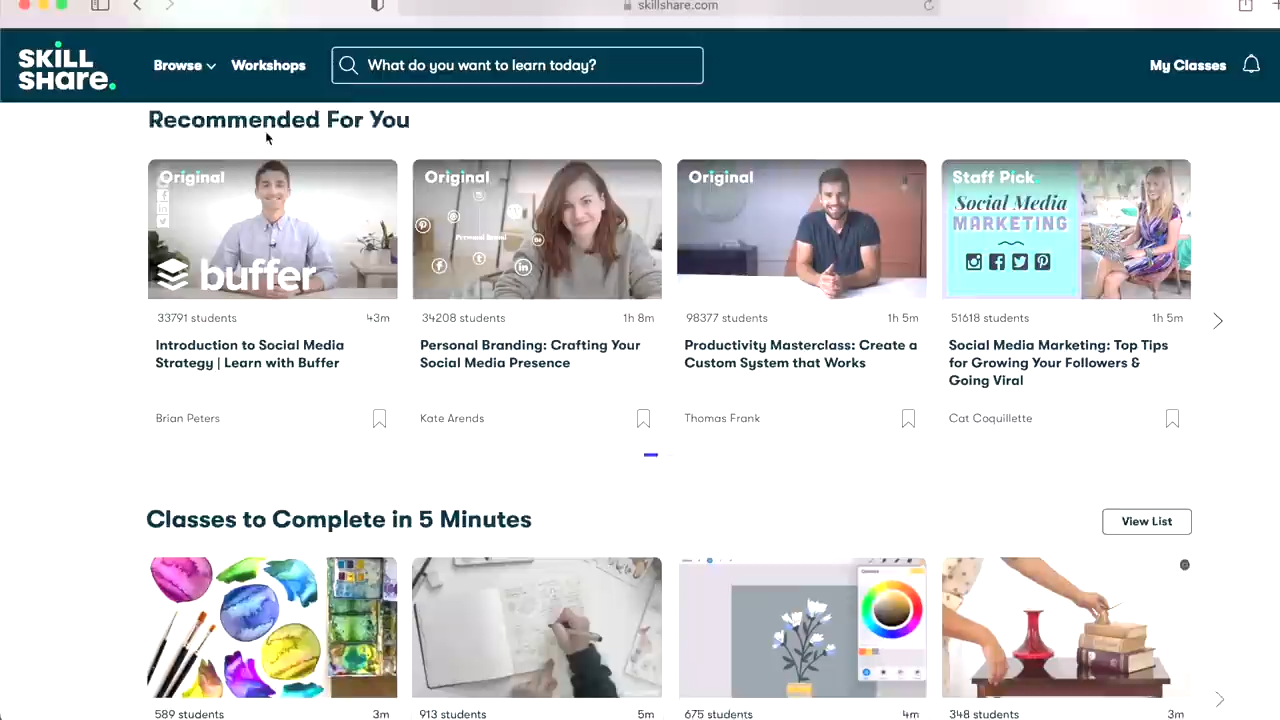 skillshare.com
SKILL
SHARE.
Browse
Workshops
What do you want to learn today?
My Classes
Recommended For You
Original
buffer
Original
Personal Brand
Original
Staff Pick.
Social Media
MARKETING
33791 students
43m
34208 students
1h 8m
98377 students
1h 5m
51618 students
1h 5m
Introduction to Social Media
Strategy | Learn with Buffer
Personal Branding: Crafting Your
Social Media Presence
Productivity Masterclass: Create a
Custom System that Works
Social Media Marketing: Top Tips
for Growing Your Followers &
Going Viral
Brian Peters
Kate Arends
Thomas Frank
Cat Coquillette
Classes to Complete in 5 Minutes
View List
589 students
3m
913 students
5m
675 students
4m
348 students
3m